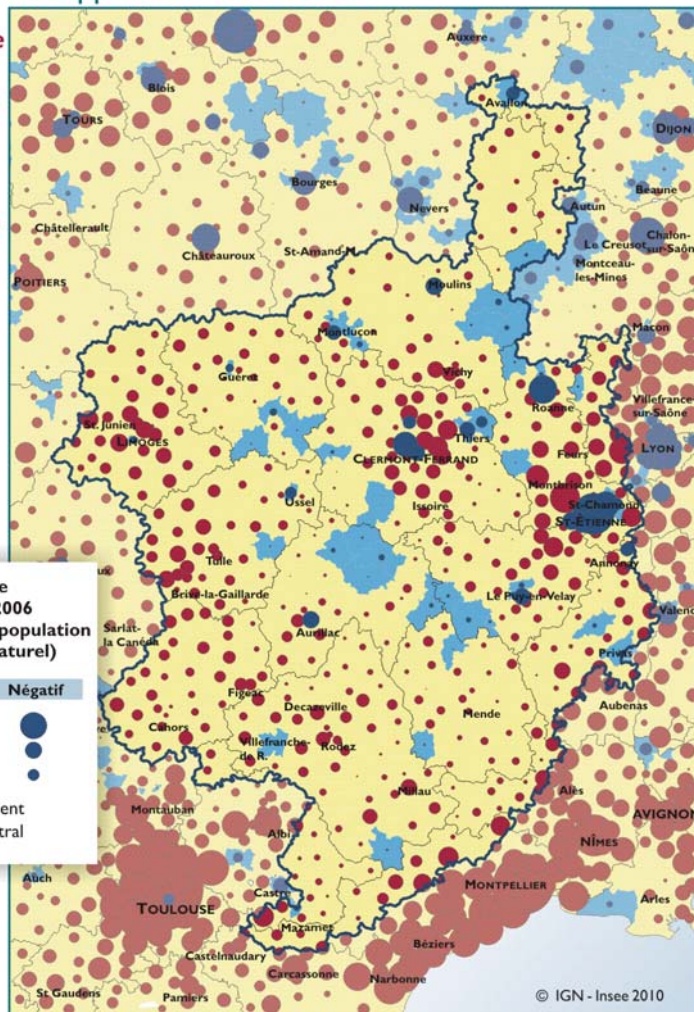 Auxerre
Blois
Tours
Avallon
Dijon
Bourges
Nevers
Beaune
Autun
Châtellerault
Châteauroux
St-Amand-M.
Le Creusot
Chalon-
sur-Saône
Montceau-
les-Mines
Poitiers
Moulins
Montluçon
Macon
Guéret
Vichy
Roanne
Villefranche-
sur-Saône
St. Junien
Limoges
Thiers
Clermont-Ferrand
Feurs
Lyon
Montbrison
Ussel
Issoire
St-Chamond
St-Étienne
Tulle
Annonay
Brive-la-Gaillarde
Le Puy-en-Velay
Valence
Sarlat-
la Canéda
Aurillac
Privas
Aubenas
Figeac
Decazeville
Mende
Cahors
Villefranche-
de R.
Rodez
Millau
Alès
Montauban
Albi
Avignon
Nîmes
Auch
Castres
Montpellier
Arles
Toulouse
Mazamet
Béziers
Castelnaudary
Carcassonne
Narbonne
St Gaudens
Pamiers
2006
population
naturel)
Négatif
© IGN - Insee 2010